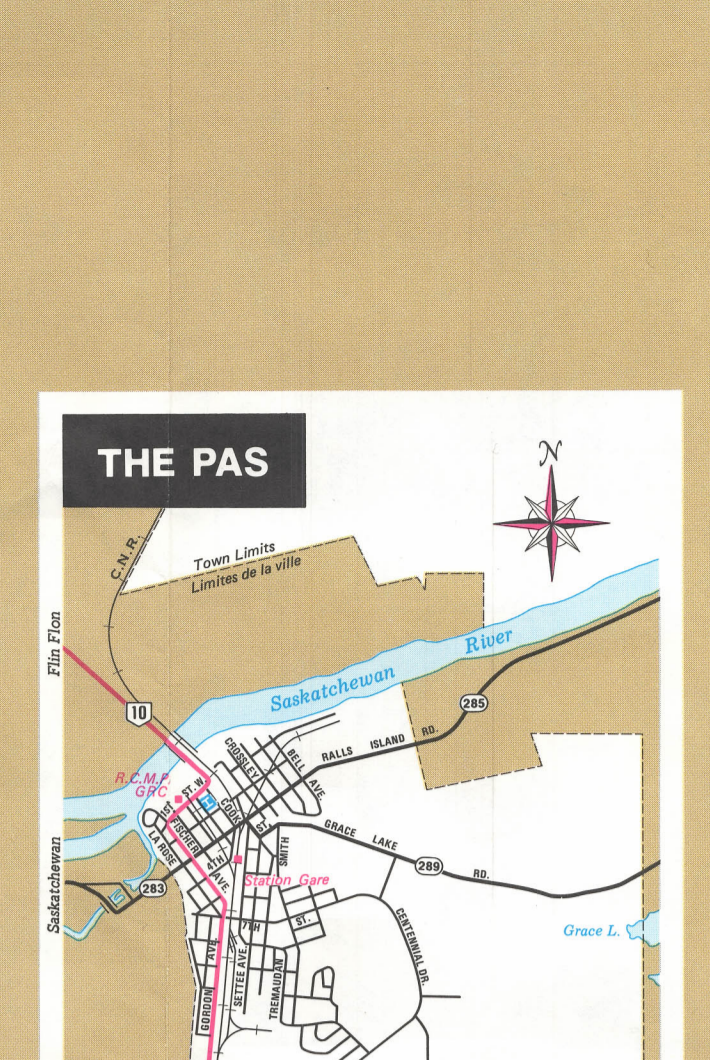 THE PAS
N
C.N.R.
Town Limits
Limites de la ville
Flin Flon
10
Saskatchewan River
285
RALLS ISLAND RD.
CROSSLEY
BELL AVE.
R.C.M.P.
GRC
1ST. ST. W.
H
FISCHER AVE.
COOK
LA ROSE
4TH ST.
GRACE LAKE RD.
SMITH
289
Station Gare
283
Saskatchewan
7TH ST.
CENTENNIAL DR.
Grace L.
GORDON AVE.
SETTEE AVE.
TREMAUDAN